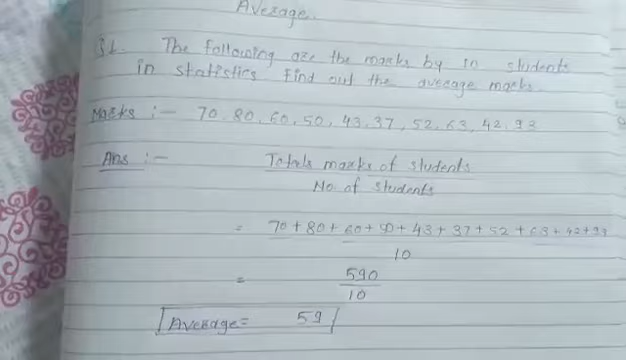 Average.
Q1. The following are the marks by 10 students
in statistics Find out the average marks.
Marks :- 70, 80, 60, 50, 43, 37, 52, 63, 42, 93
Ans :- Totals marks of students
No. of students
= 70 + 80 + 60 + 50 + 43 + 37 + 52 + 63 + 42 + 93
10
= 590
10
Average = 59